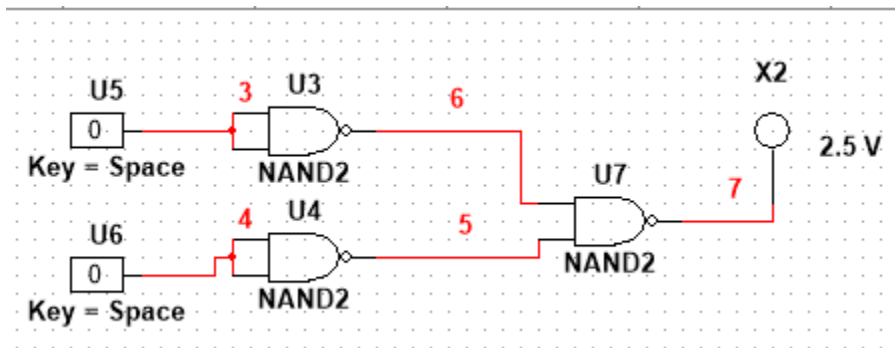 X2
U5
3
U3
6
0
2.5 V
Key = Space
NAND2
U7
7
4
U4
5
U6
NAND2
0
NAND2
Key = Space